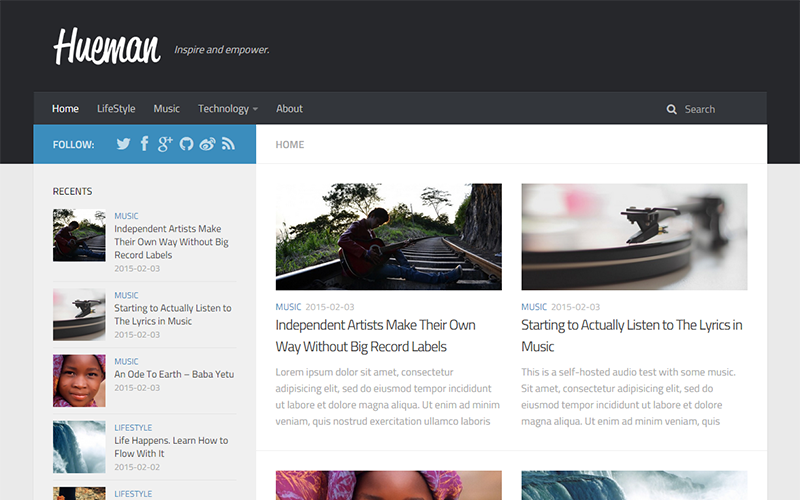 Hueman
Inspire and empower.
Home
LifeStyle
Music
Technology
About
Search
FOLLOW:
RECENTS
MUSIC
Independent Artists Make
Their Own Way Without Big
Record Labels
2015-02-03
MUSIC
Starting to Actually Listen to
The Lyrics in Music
2015-02-03
MUSIC
An Ode To Earth – Baba Yetu
2015-02-03
LIFESTYLE
Life Happens. Learn How to
Flow With It
2015-02-02
LIFESTYLE
HOME
MUSIC 2015-02-03
Independent Artists Make Their Own
Way Without Big Record Labels
Lorem ipsum dolor sit amet, consectetur
adipisicing elit, sed do eiusmod tempor incididunt
ut labore et dolore magna aliqua. Ut enim ad minim
veniam, quis nostrud exercitation ullamco laboris
MUSIC 2015-02-03
Starting to Actually Listen to The Lyrics in
Music
This is a self-hosted audio test with some music.
Sit amet, consectetur adipisicing elit, sed do
eiusmod tempor incididunt ut labore et dolore
magna aliqua. Ut enim ad minim veniam, quis